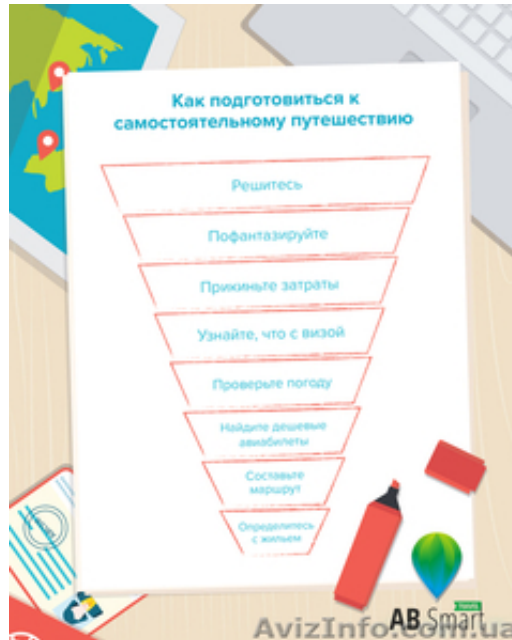 Как подготовиться к
самостоятельному путешествию
Решитесь
Пофантазируйте
Прикиньте затраты
Узнайте, что с визой
Проверьте погоду
Найдите дешевые
авиабилеты
Составьте
маршрут
Определитесь
с жильем
AB Smart
AvizInfo.com.ua